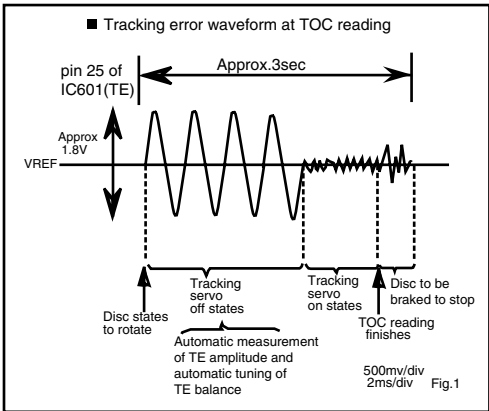 ■ Tracking error waveform at TOC reading
pin 25 of
IC601(TE)
Approx.3sec
Approx
1.8V
VREF
Disc states
to rotate
Tracking
servo
off states
Tracking
servo
on states
Disc to be
braked to stop
TOC reading
finishes
Automatic measurement
of TE amplitude and
automatic tuning of
TE balance
500mv/div
2ms/div
Fig.1